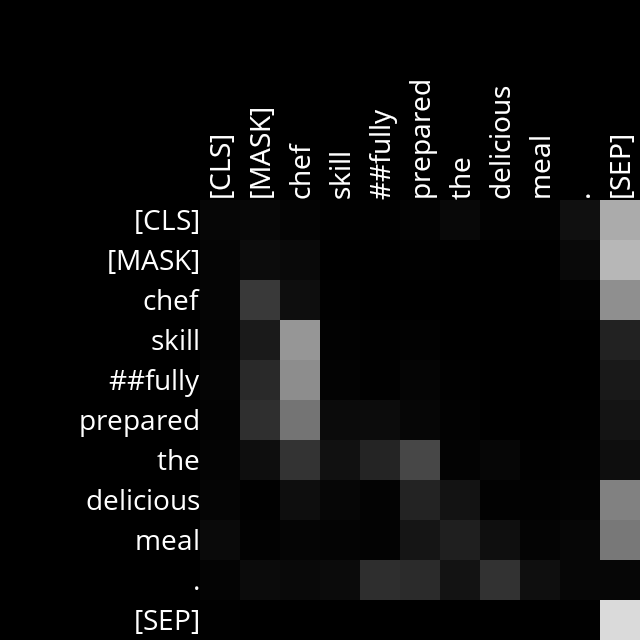 [CLS] [MASK] chef skill ##fully prepared the delicious meal . [SEP]
[CLS]
[MASK]
chef
skill
##fully
prepared
the
delicious
meal
.
[SEP]